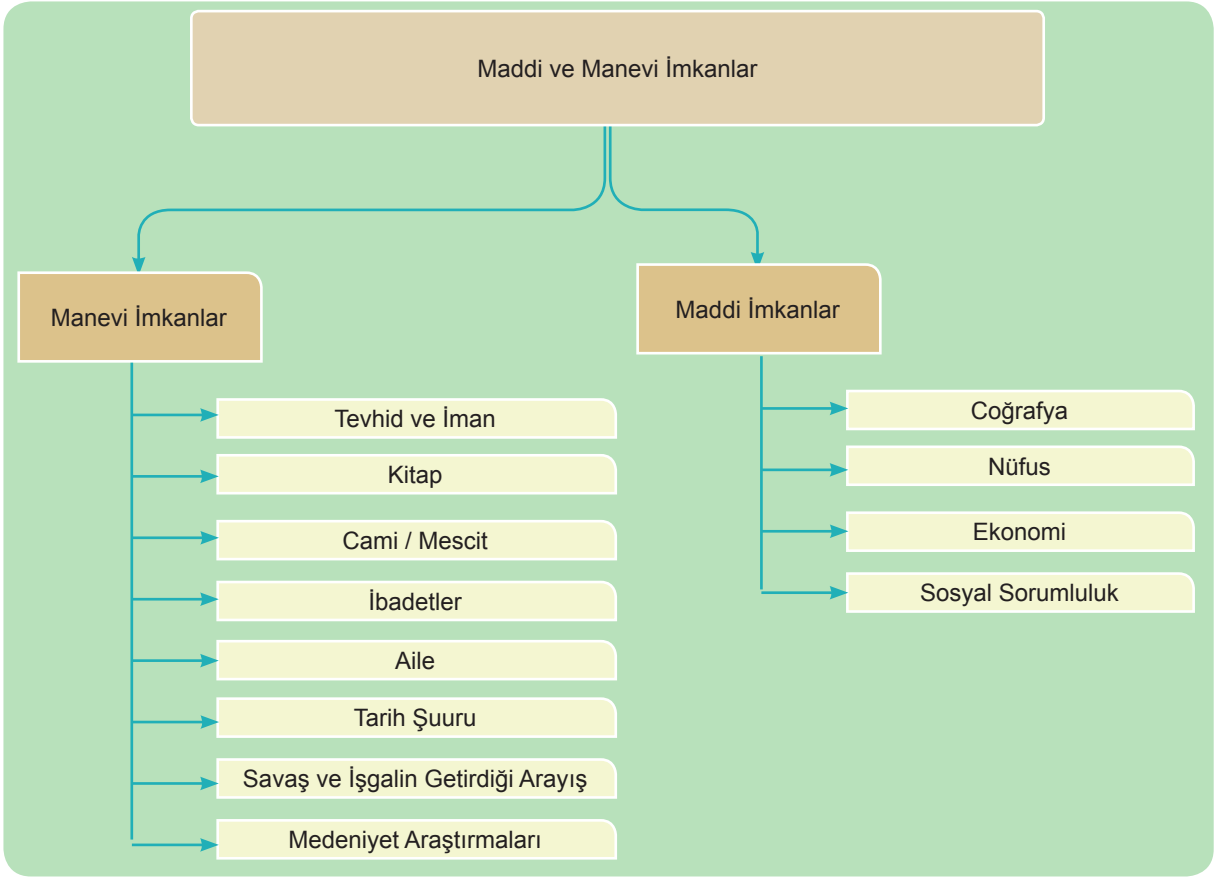 Maddi ve Manevi İmkanlar
Manevi İmkanlar
Tevhid ve İman
Kitap
Cami / Mescit
İbadetler
Aile
Tarih Şuuru
Savaş ve İşgalin Getirdiği Arayış
Medeniyet Araştırmaları
Maddi İmkanlar
Coğrafya
Nüfus
Ekonomi
Sosyal Sorumluluk